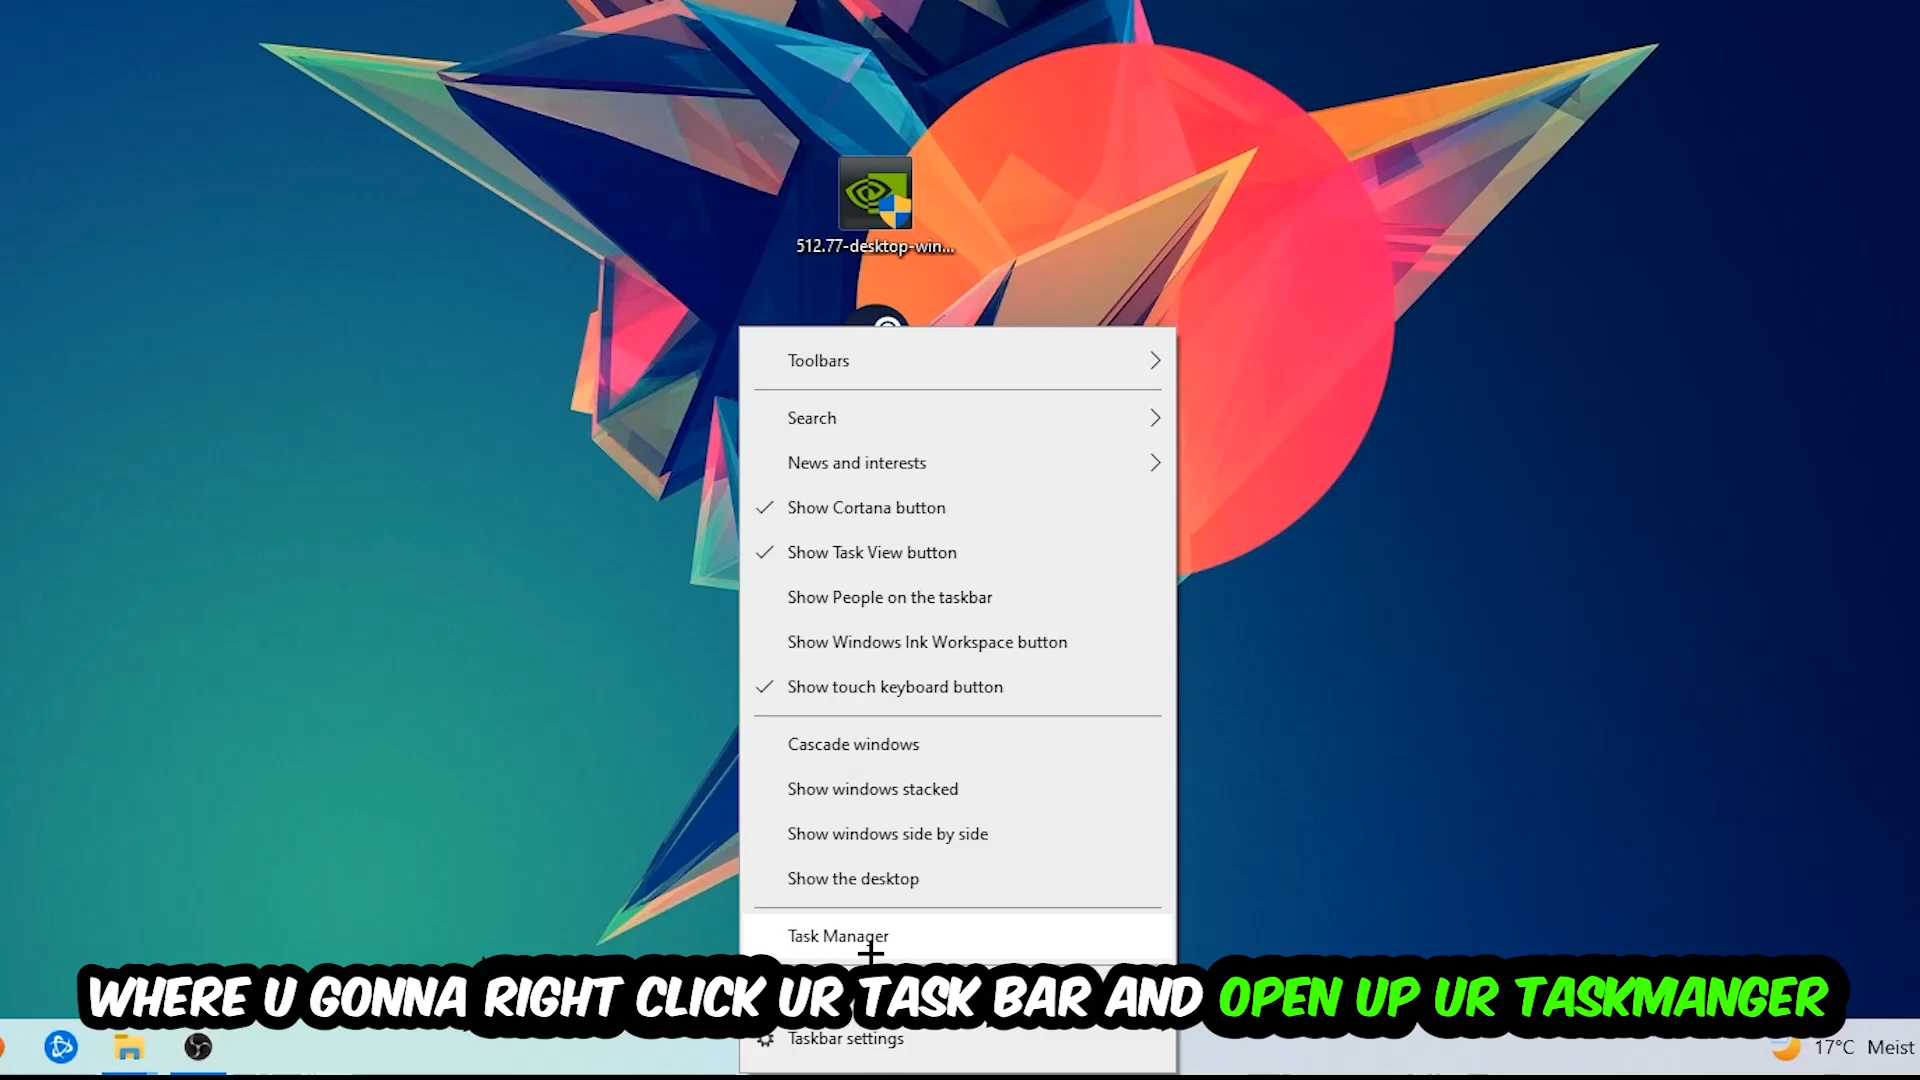 512.77-desktop-win...
Toolbars
Search
News and interests
Show Cortana button
Show Task View button
Show People on the taskbar
Show Windows Ink Workspace button
Show touch keyboard button
Cascade windows
Show windows stacked
Show windows side by side
Show the desktop
Task Manager
WHERE U GONNA RIGHT CLICK UR TASK BAR AND OPEN UP UR TASKMANGER
Taskbar settings
17°C Meist